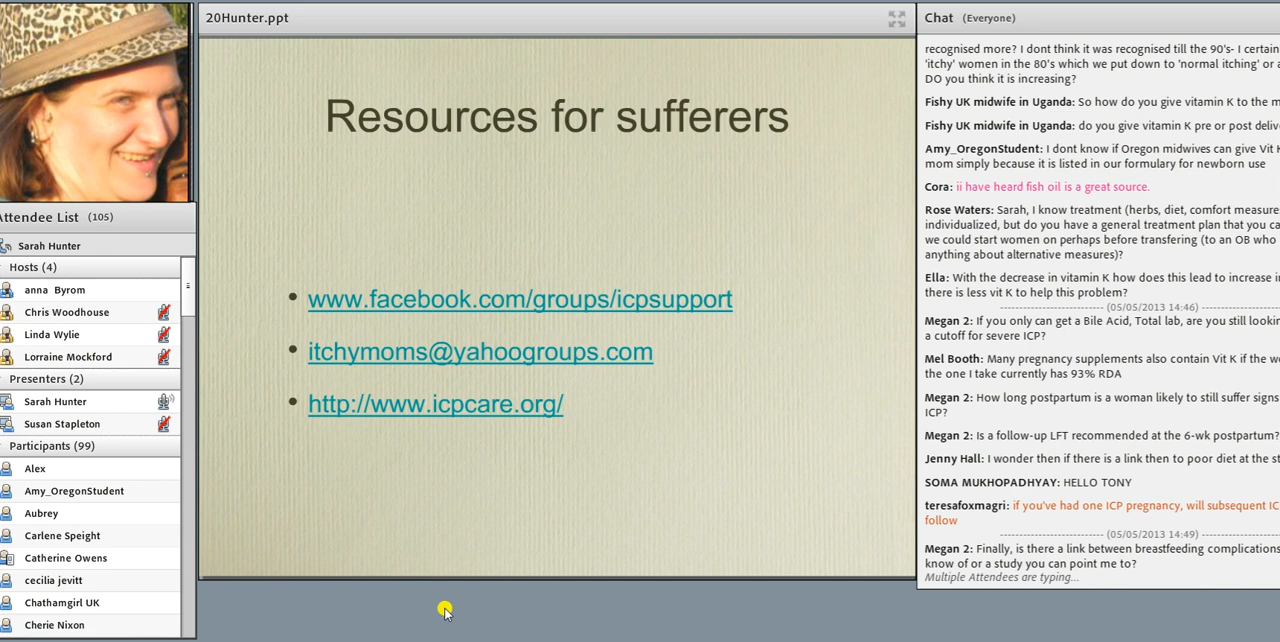 20Hunter.ppt
Resources for sufferers
• www.facebook.com/groups/icpsupport
• itchymoms@yahoogroups.com
• http://www.icpcare.org/
Attendee List (105)
Sarah Hunter
Hosts (4)
anna Byrom
Chris Woodhouse
Linda Wylie
Lorraine Mockford
Presenters (2)
Sarah Hunter
Susan Stapleton
Participants (99)
Alex
Amy_OregonStudent
Aubrey
Carlene Speight
Catherine Owens
cecilia jevitt
Chathamgirl UK
Cherie Nixon
Chat (Everyone)
recognised more? I dont think it was recognised till the 90's- I certain
'itchy' women in the 80's which we put down to 'normal itching' or a
DO you think it is increasing?
Fishy UK midwife in Uganda: So how do you give vitamin K to the m
Fishy UK midwife in Uganda: do you give vitamin K pre or post delive
Amy_OregonStudent: I dont know if Oregon midwives can give Vit K
mom simply because it is listed in our formulary for newborn use
Cora: ii have heard fish oil is a great source.
Rose Waters: Sarah, I know treatment (herbs, diet, comfort measure
individualized, but do you have a general treatment plan that you ca
we could start women on perhaps before transfering (to an OB who
anything about alternative measures)?
Ella: With the decrease in vitamin K how does this lead to increase i
there is less vit K to help this problem?
(05/05/2013 14:46)
Megan 2: If you only can get a Bile Acid, Total lab, are you still lookin
a cutoff for severe ICP?
Mel Booth: Many pregnancy supplements also contain Vit K if the wo
the one I take currently has 93% RDA
Megan 2: How long postpartum is a woman likely to still suffer signs
ICP?
Megan 2: Is a follow-up LFT recommended at the 6-wk postpartum?
Jenny Hall: I wonder then if there is a link then to poor diet at the st
SOMA MUKHOPADHYAY: HELLO TONY
teresafoxmagri: if you've had one ICP pregnancy, will subsequent IC
follow
(05/05/2013 14:49)
Megan 2: Finally, is there a link between breastfeeding complications
know of or a study you can point me to?
Multiple Attendees are typing...